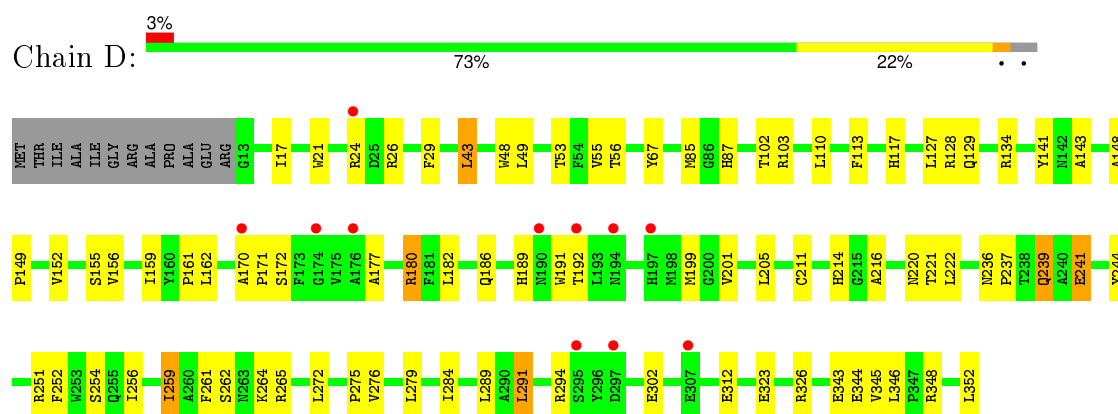 3%
Chain D:
73% 22% • •
MET THR ILE ALA ILE GLY ARG ALA PRO ALA GLU ARG G13 I17 W21 R24 D25 R26 F29 L43 W48 L49 T53 F54 V55 T56 Y67 M85 G86 H87 T102 R103 L110 F113 H117 L127 R128 Q129 R134 Y141 N142 A143 A148
P149 V152 S155 V156 I159 Y160 P161 L162 A170 P171 S172 F173 G174 V175 A176 A177 R180 F181 L182 Q186 H189 N190 W191 T192 L193 N194 H197 M198 M199 G200 V201 L205 C211 H214 G215 A216 N220 T221 L222 N236 P237 T238 Q239 A240 E241 Y244
R251 F252 W253 S254 Q255 I256 I259 A260 F261 S262 N263 K264 R265 L272 P275 V276 L279 I284 L289 A290 L291 R294 S295 Y296 D297 E302 E307 E312 E323 R326 E343 E344 V345 L346 P347 R348 L352